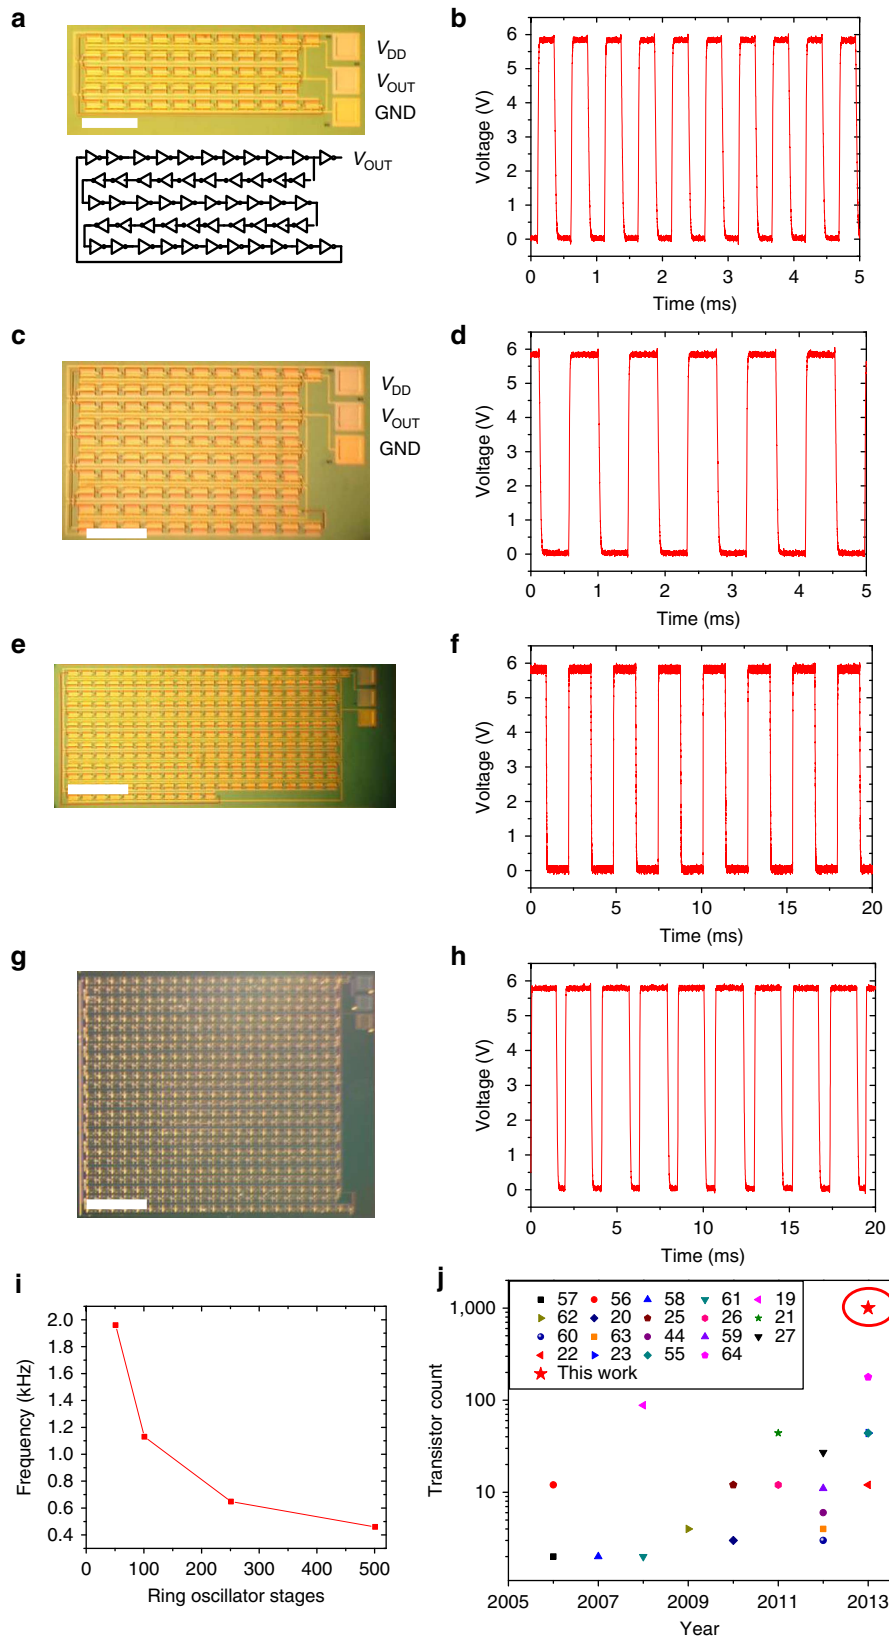 a
V_DD
V_OUT
GND
V_OUT
b
Voltage (V)
6
5
4
3
2
1
0
0 1 2 3 4 5
Time (ms)
c
V_DD
V_OUT
GND
d
Voltage (V)
6
5
4
3
2
1
0
0 1 2 3 4 5
Time (ms)
e
f
Voltage (V)
6
5
4
3
2
1
0
0 5 10 15 20
Time (ms)
g
h
Voltage (V)
6
5
4
3
2
1
0
0 5 10 15 20
Time (ms)
i
Frequency (kHz)
2.0
1.8
1.6
1.4
1.2
1.0
0.8
0.6
0.4
0 100 200 300 400 500
Ring oscillator stages
j
Transistor count
1,000
100
10
57 56 58 61 19
62 20 25 26 21
60 63 44 59 27
22 23 55 64
This work
2005 2007 2009 2011 2013
Year